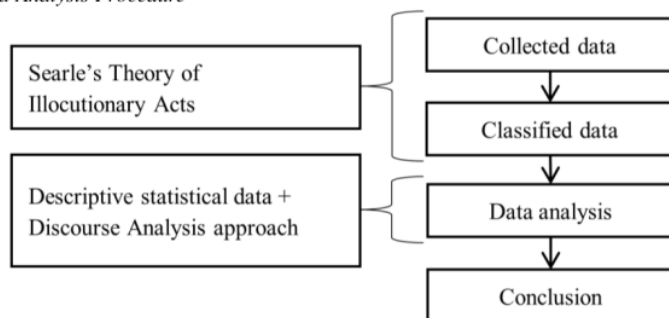 Analysis Procedure
Searle's Theory of
Illocutionary Acts
Descriptive statistical data +
Discourse Analysis approach
Collected data
Classified data
Data analysis
Conclusion